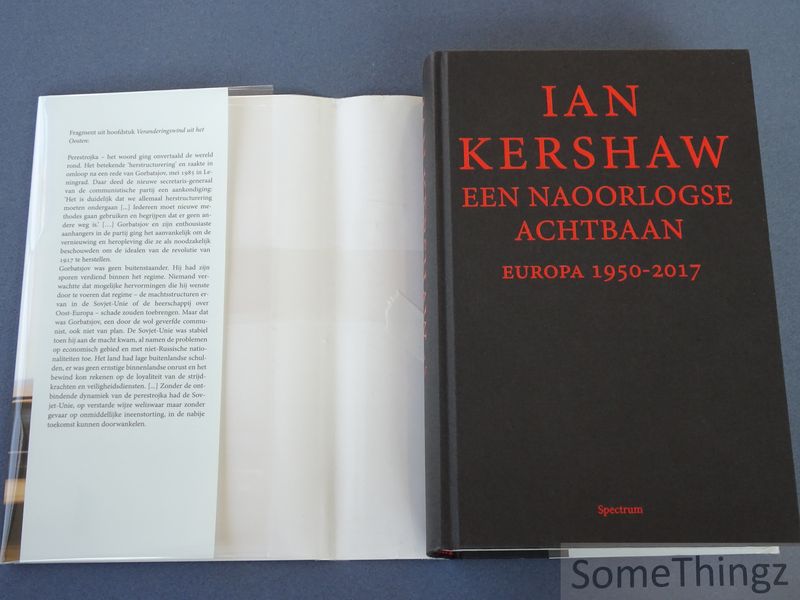 Fragment uit hoofdstuk Veranderingswind uit het
Oosten:
Perestrojka – het woord ging onvertaald de wereld
rond. Het betekende 'herstructurering' en raakte in
omloop na een rede van Gorbatsjov, mei 1985 in Le-
ningrad. Daar deed de nieuwe secretaris-generaal
van de communistische partij een aankondiging:
'Het is duidelijk dat we allemaal herstructurering
moeten ondergaan [...] Iedereen moet nieuwe me-
thodes gaan gebruiken en begrijpen dat er geen an-
dere weg is.' [...] Gorbatsjov en zijn enthousiaste
aanhangers in de partij ging het aanvankelijk om de
vernieuwing en heropleving die ze als noodzakelijk
beschouwden om de idealen van de revolutie van
1917 te herstellen.
Gorbatsjov was geen buitenstaander. Hij had zijn
sporen verdiend binnen het regime. Niemand ver-
wachtte dat mogelijke hervormingen die hij wenste
door te voeren dat regime – de machtsstructuren er-
van in de Sovjet-Unie of de heerschappij over
Oost-Europa – schade zouden toebrengen. Maar dat
was Gorbatsjov, een door de wol geverfde commu-
nist, ook niet van plan. De Sovjet-Unie was stabiel
toen hij aan de macht kwam, al namen de problemen
op economisch gebied en met niet-Russische natio-
naliteiten toe. Het land had lage buitenlandse schul-
den, er was geen ernstige binnenlandse onrust en het
bewind kon rekenen op de loyaliteit van de strijd-
krachten en veiligheidsdiensten. [...] Zonder de ont-
bindende dynamiek van de perestrojka had de Sov-
jet-Unie, op verstarde wijze weliswaar maar zonder
gevaar op onmiddellijke ineenstorting, in de nabije
toekomst kunnen doorwankelen.
IAN
KERSHAW
EEN NAOORLOGSE
ACHTBAAN
EUROPA 1950-2017
Spectrum
SomeThingz